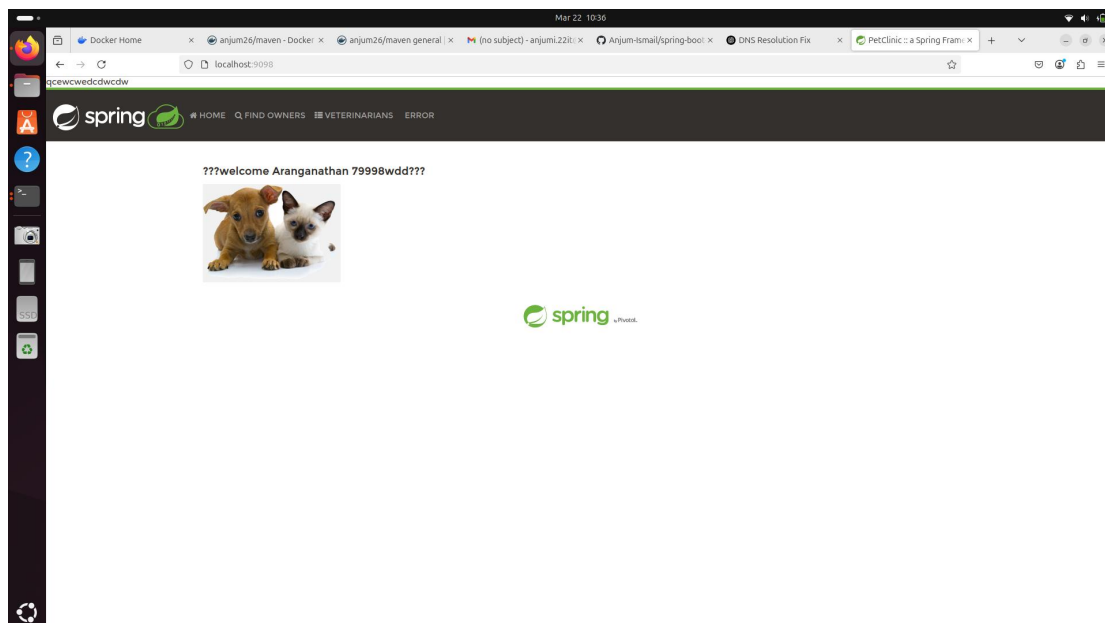 Mar 22 10:36
Docker Home
anjum26/maven - Docker
anjum26/maven general |
(no subject) - anjumi.22it
Anjum-Ismail/spring-boot
DNS Resolution Fix
PetClinic :: a Spring Frame
localhost:9098
qcewcwedcdwcdw
spring
HOME FIND OWNERS VETERINARIANS ERROR
???welcome Aranganathan 79998wdd???
spring by Pivotal.
SSD